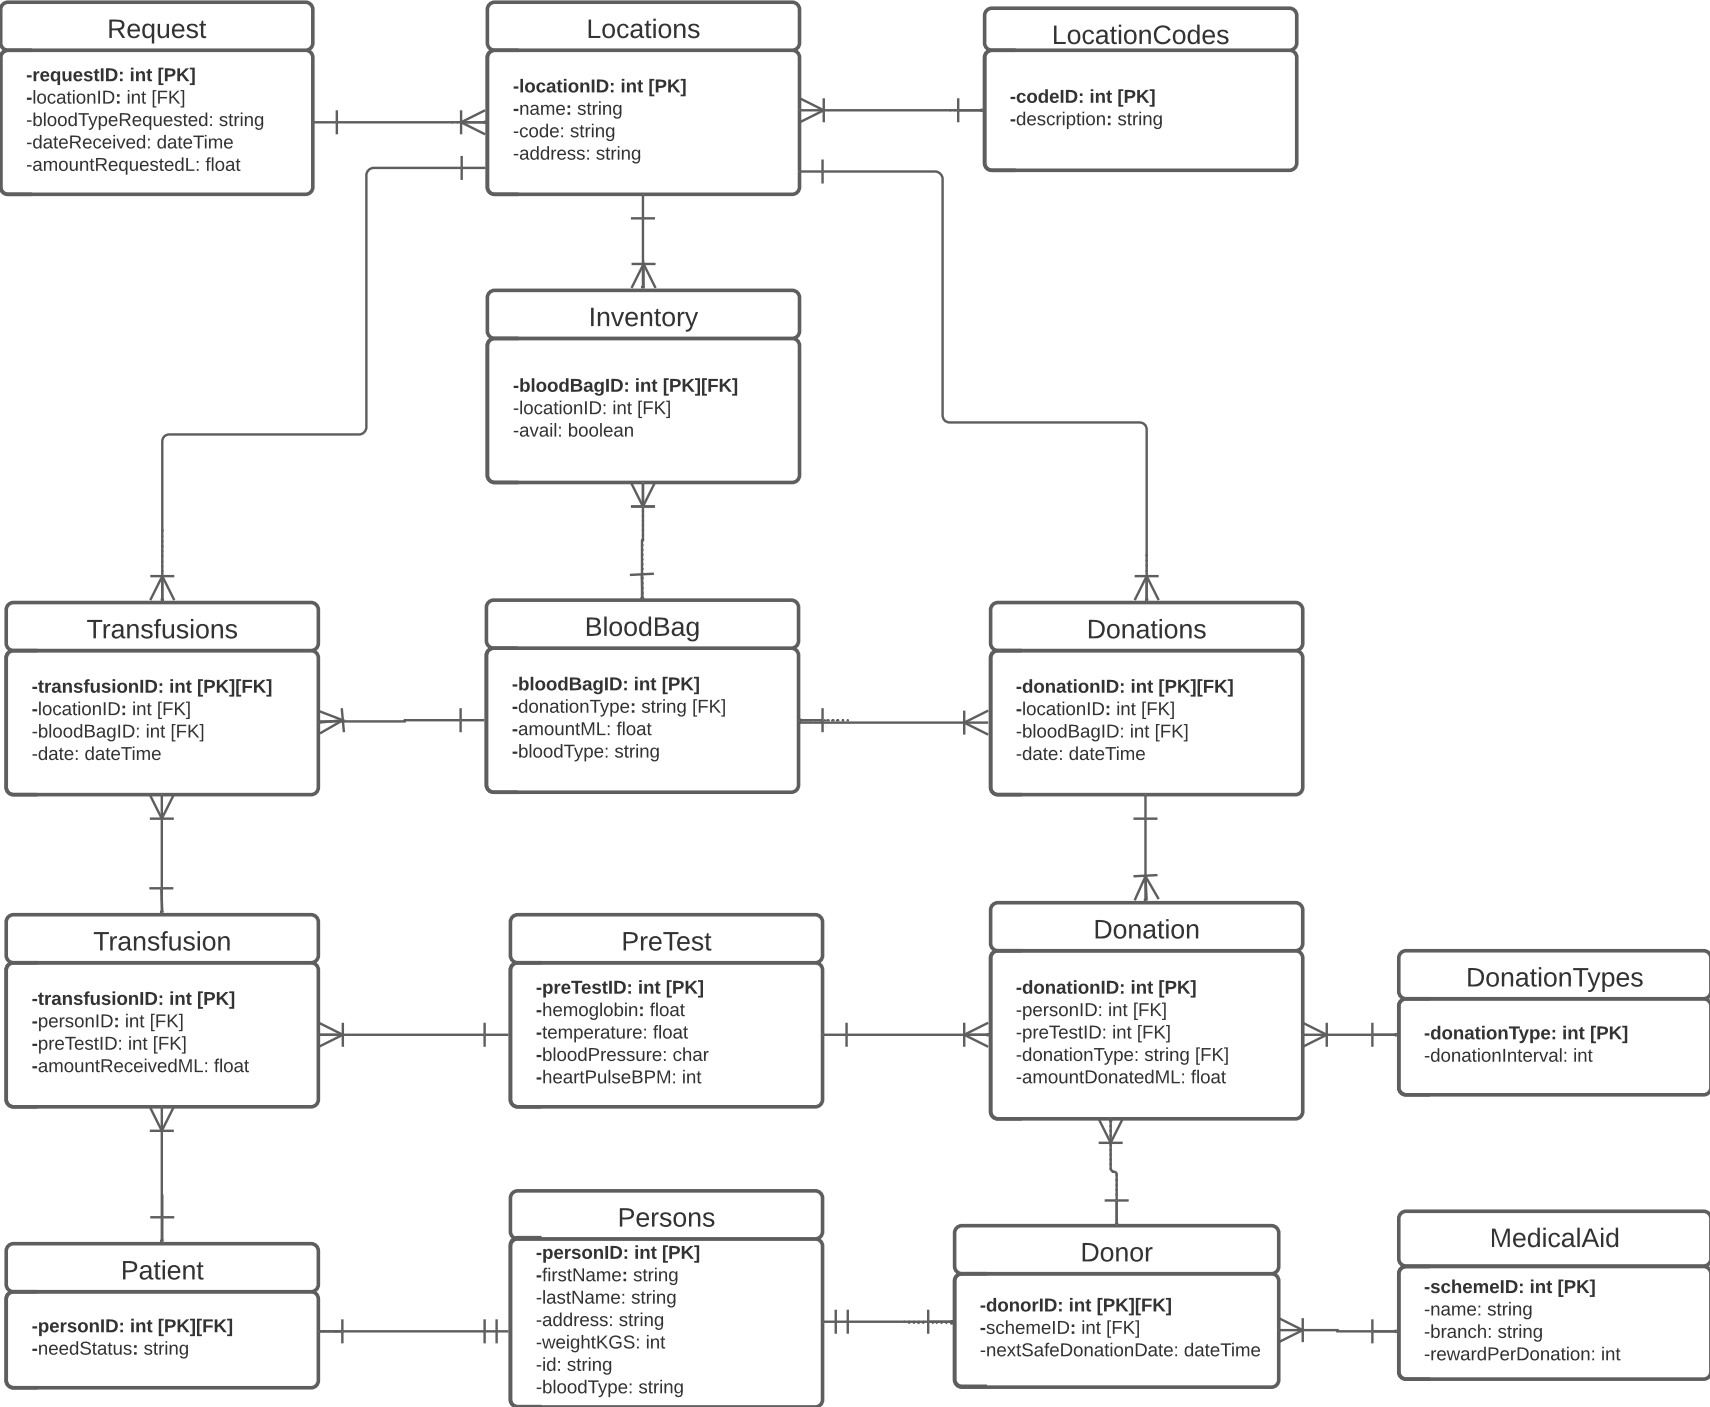 Request
-requestID: int [PK]
-locationID: int [FK]
-bloodTypeRequested: string
-dateReceived: dateTime
-amountRequestedL: float
Locations
-locationID: int [PK]
-name: string
-code: string
-address: string
LocationCodes
-codeID: int [PK]
-description: string
Inventory
-bloodBagID: int [PK][FK]
-locationID: int [FK]
-avail: boolean
Transfusions
-transfusionID: int [PK][FK]
-locationID: int [FK]
-bloodBagID: int [FK]
-date: dateTime
BloodBag
-bloodBagID: int [PK]
-donationType: string [FK]
-amountML: float
-bloodType: string
Donations
-donationID: int [PK][FK]
-locationID: int [FK]
-bloodBagID: int [FK]
-date: dateTime
Transfusion
-transfusionID: int [PK]
-personID: int [FK]
-preTestID: int [FK]
-amountReceivedML: float
PreTest
-preTestID: int [PK]
-hemoglobin: float
-temperature: float
-bloodPressure: char
-heartPulseBPM: int
Donation
-donationID: int [PK]
-personID: int [FK]
-preTestID: int [FK]
-donationType: string [FK]
-amountDonatedML: float
DonationTypes
-donationType: int [PK]
-donationInterval: int
Patient
-personID: int [PK][FK]
-needStatus: string
Persons
-personID: int [PK]
-firstName: string
-lastName: string
-address: string
-weightKGS: int
-id: string
-bloodType: string
Donor
-donorID: int [PK][FK]
-schemeID: int [FK]
-nextSafeDonationDate: dateTime
MedicalAid
-schemeID: int [PK]
-name: string
-branch: string
-rewardPerDonation: int